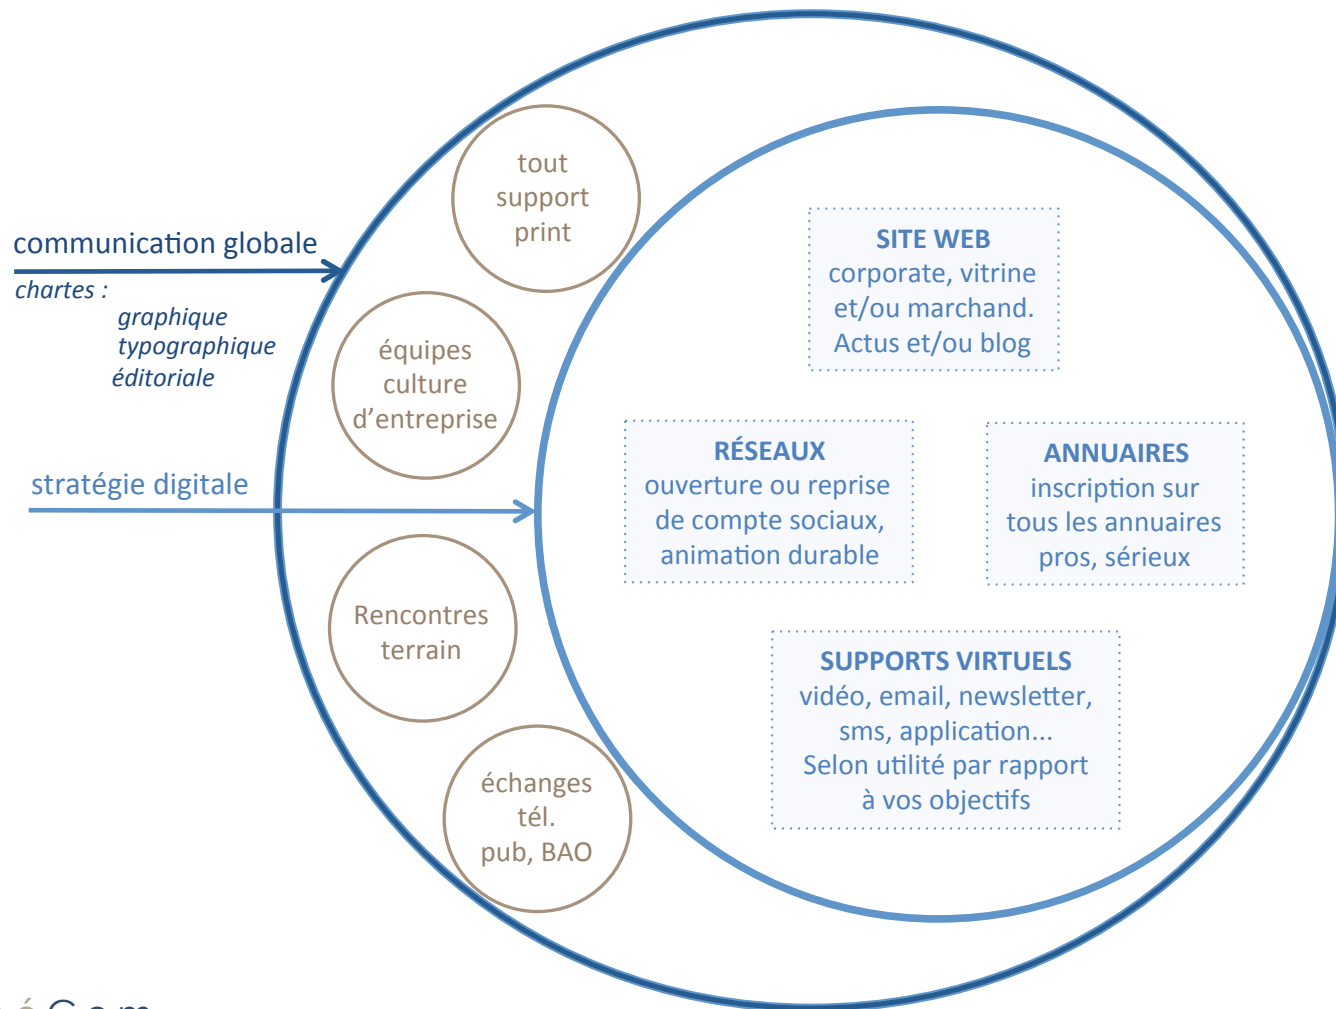 communication globale
chartes :
graphique
typographique
éditoriale
stratégie digitale
tout
support
print
équipes
culture
d'entreprise
Rencontres
terrain
échanges
tél.
pub, BAO
SITE WEB
corporate, vitrine
et/ou marchand.
Actus et/ou blog
RÉSEAUX
ouverture ou reprise
de compte sociaux,
animation durable
ANNUAIRES
inscription sur
tous les annuaires
pros, sérieux
SUPPORTS VIRTUELS
vidéo, email, newsletter,
sms, application...
Selon utilité par rapport
à vos objectifs